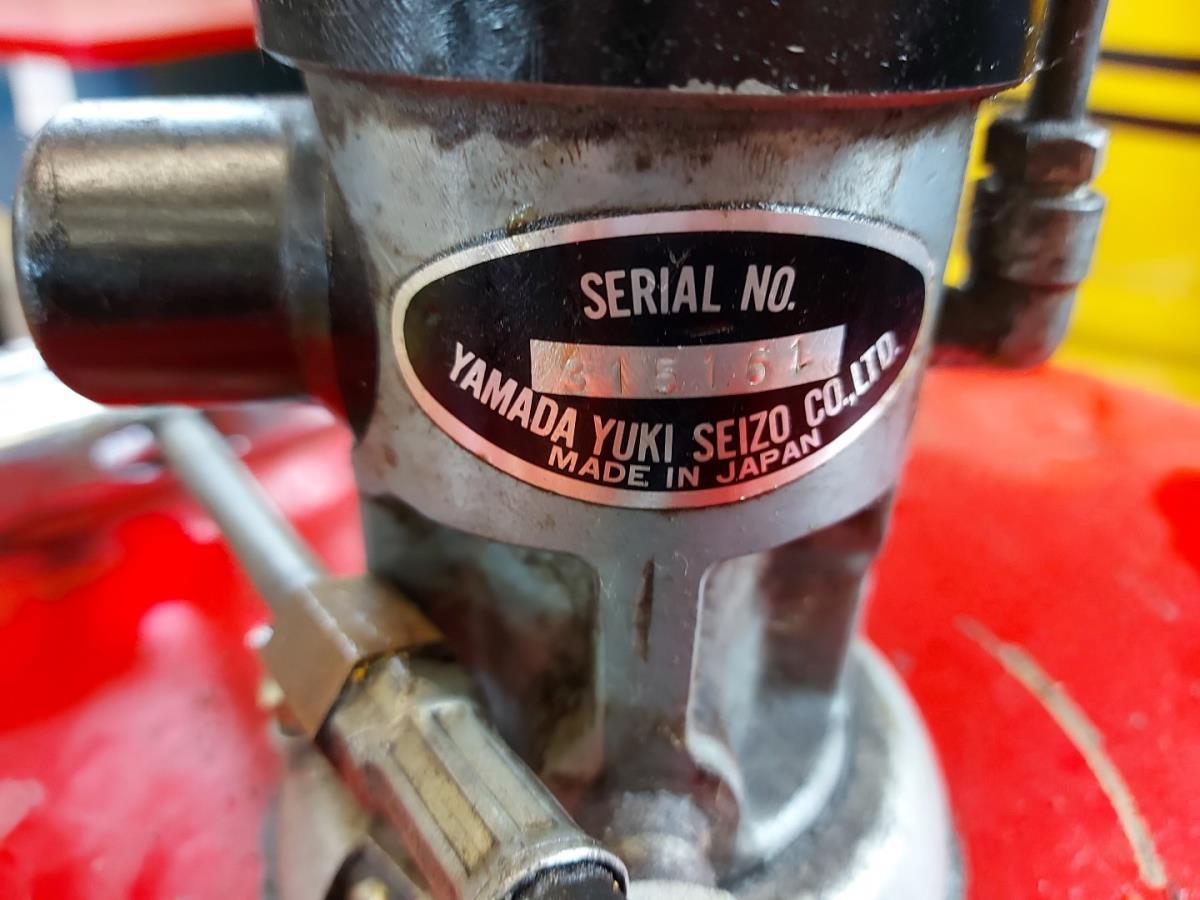 SERIAL NO.
315161
YAMADA YUKI SEIZO CO.,LTD.
MADE IN JAPAN